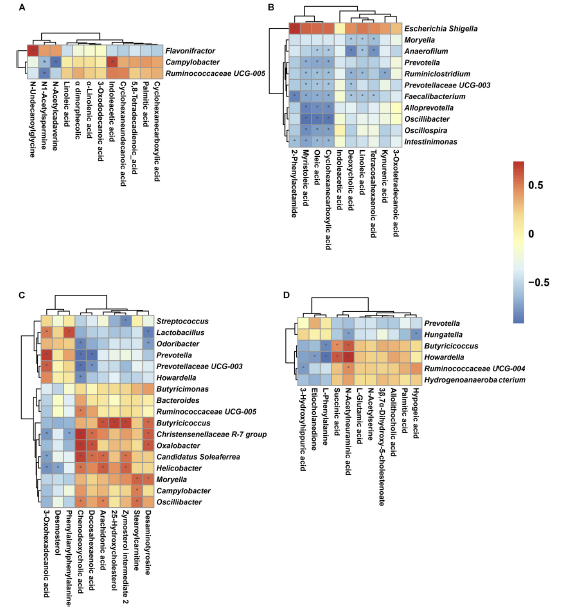 A
Flavonifractor
Campylobacter
Ruminococcaceae UCG-005
N-Undecanoylglycine
N1-Acetylspermine
N-Acetylcadaverine
Linoleic acid
α dimorphecolic
α-Linolenic acid
3-Oxododecanoic acid
Indoleacetic acid
Cyclohexaneundecanoic acid
5,8-Tetradecadienoic_acid
Palmitic acid
Cyclohexanecarboxylic acid
B
Escherichia Shigella
Moryella
Anaerofilum
Prevotella
Ruminiclostridium
Prevotellaceae UCG-003
Faecalibacterium
Alloprevotella
Oscillibacter
Oscillospira
Intestinimonas
2-Phenylacetamide
Myristoleic acid
Oleic acid
Cyclohexanecarboxylic acid
Indoleacetic acid
Deoxycholic acid
Linoleic acid
Tetracosahexaenoic acid
Kynurenic acid
3-Oxotetradecanoic acid
0.5
0
−0.5
C
Streptococcus
Lactobacillus
Odoribacter
Prevotella
Prevotellaceae UCG-003
Howardella
Butyricimonas
Bacteroides
Ruminococcaceae UCG-005
Butyricicoccus
Christensenellaceae R-7 group
Oxalobacter
Candidatus Soleaferrea
Helicobacter
Moryella
Campylobacter
Oscillibacter
3-Oxohexadecanoic acid
Desmosterol
Phenylalanylphenylalanine
Chenodeoxycholic acid
Docosahexaenoic acid
Arachidonic acid
25-Hydroxycholesterol
Zymosterol intermediate 2
Stearoylcarnitine
Desaminotyrosine
D
Prevotella
Hungatella
Butyricicoccus
Howardella
Ruminococcaceae UCG-004
Hydrogenoanaerobacterium
3-Hydroxyhippuric acid
Etiocholanedione
L-Phenylalanine
Succinic acid
N-Acetylneuraminic acid
L-Glutamic acid
N-Acetylserine
3β,7α-Dihydroxy-5-cholestenoate
Allolithocholic acid
Palmitic acid
Hypogeic acid